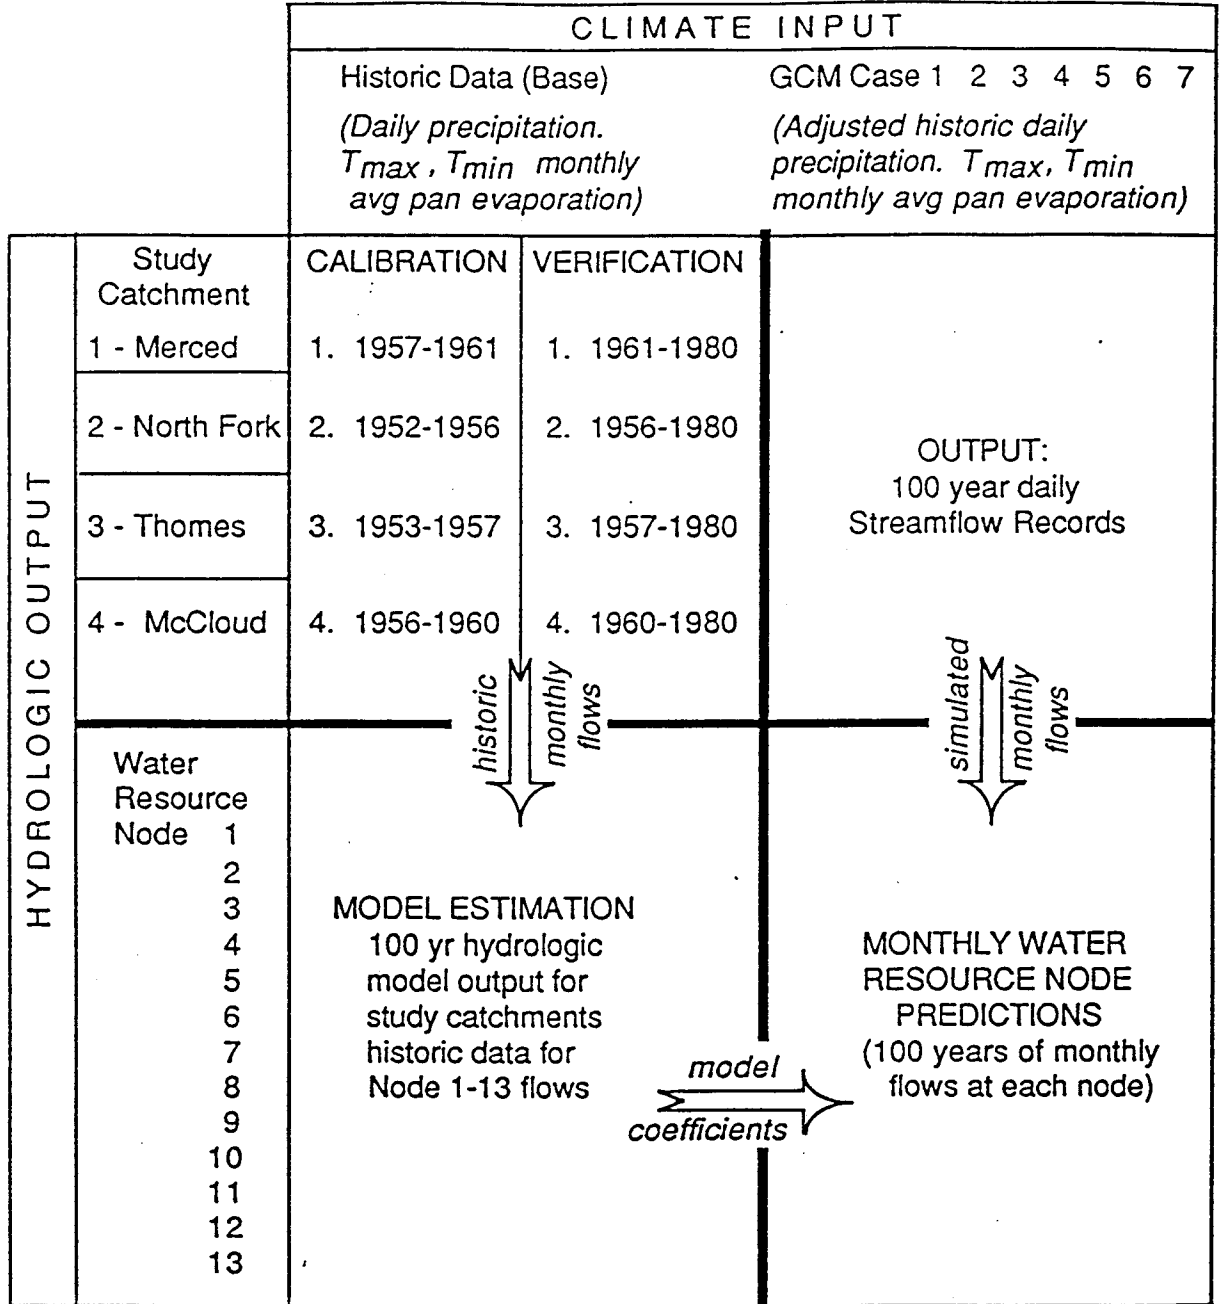 CLIMATE INPUT
Historic Data (Base)
(Daily precipitation.
Tmax, Tmin monthly
avg pan evaporation)
GCM Case 1 2 3 4 5 6 7
(Adjusted historic daily
precipitation. Tmax, Tmin
monthly avg pan evaporation)
HYDROLOGIC OUTPUT
Study
Catchment
CALIBRATION
VERIFICATION
1 - Merced
1. 1957-1961
1. 1961-1980
2 - North Fork
2. 1952-1956
2. 1956-1980
3 - Thomes
3. 1953-1957
3. 1957-1980
4 - McCloud
4. 1956-1960
4. 1960-1980
OUTPUT:
100 year daily
Streamflow Records
historic
monthly
flows
simulated
monthly
flows
Water
Resource
Node 1
2
3
4
5
6
7
8
9
10
11
12
13
MODEL ESTIMATION
100 yr hydrologic
model output for
study catchments
historic data for
Node 1-13 flows
model
coefficients
MONTHLY WATER
RESOURCE NODE
PREDICTIONS
(100 years of monthly
flows at each node)